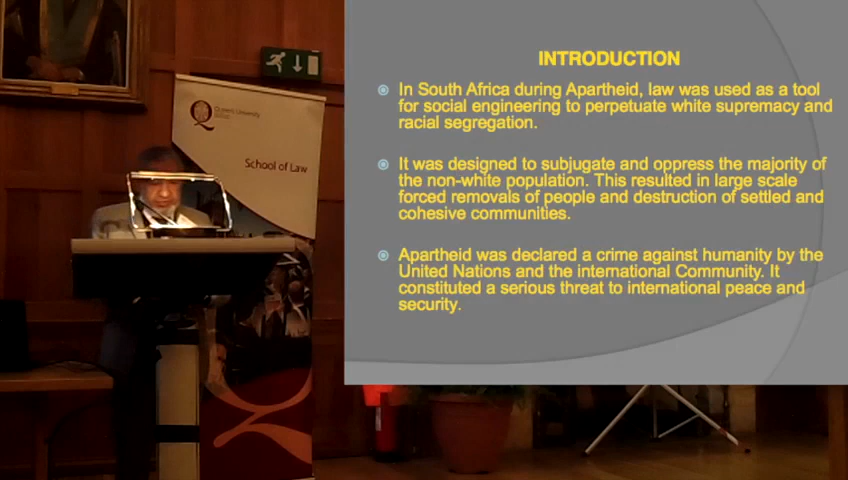 INTRODUCTION
In South Africa during Apartheid, law was used as a tool
for social engineering to perpetuate white supremacy and
racial segregation.
It was designed to subjugate and oppress the majority of
the non-white population. This resulted in large scale
forced removals of people and destruction of settled and
cohesive communities.
Apartheid was declared a crime against humanity by the
United Nations and the international Community. It
constituted a serious threat to international peace and
security.
Queen's University
School of Law